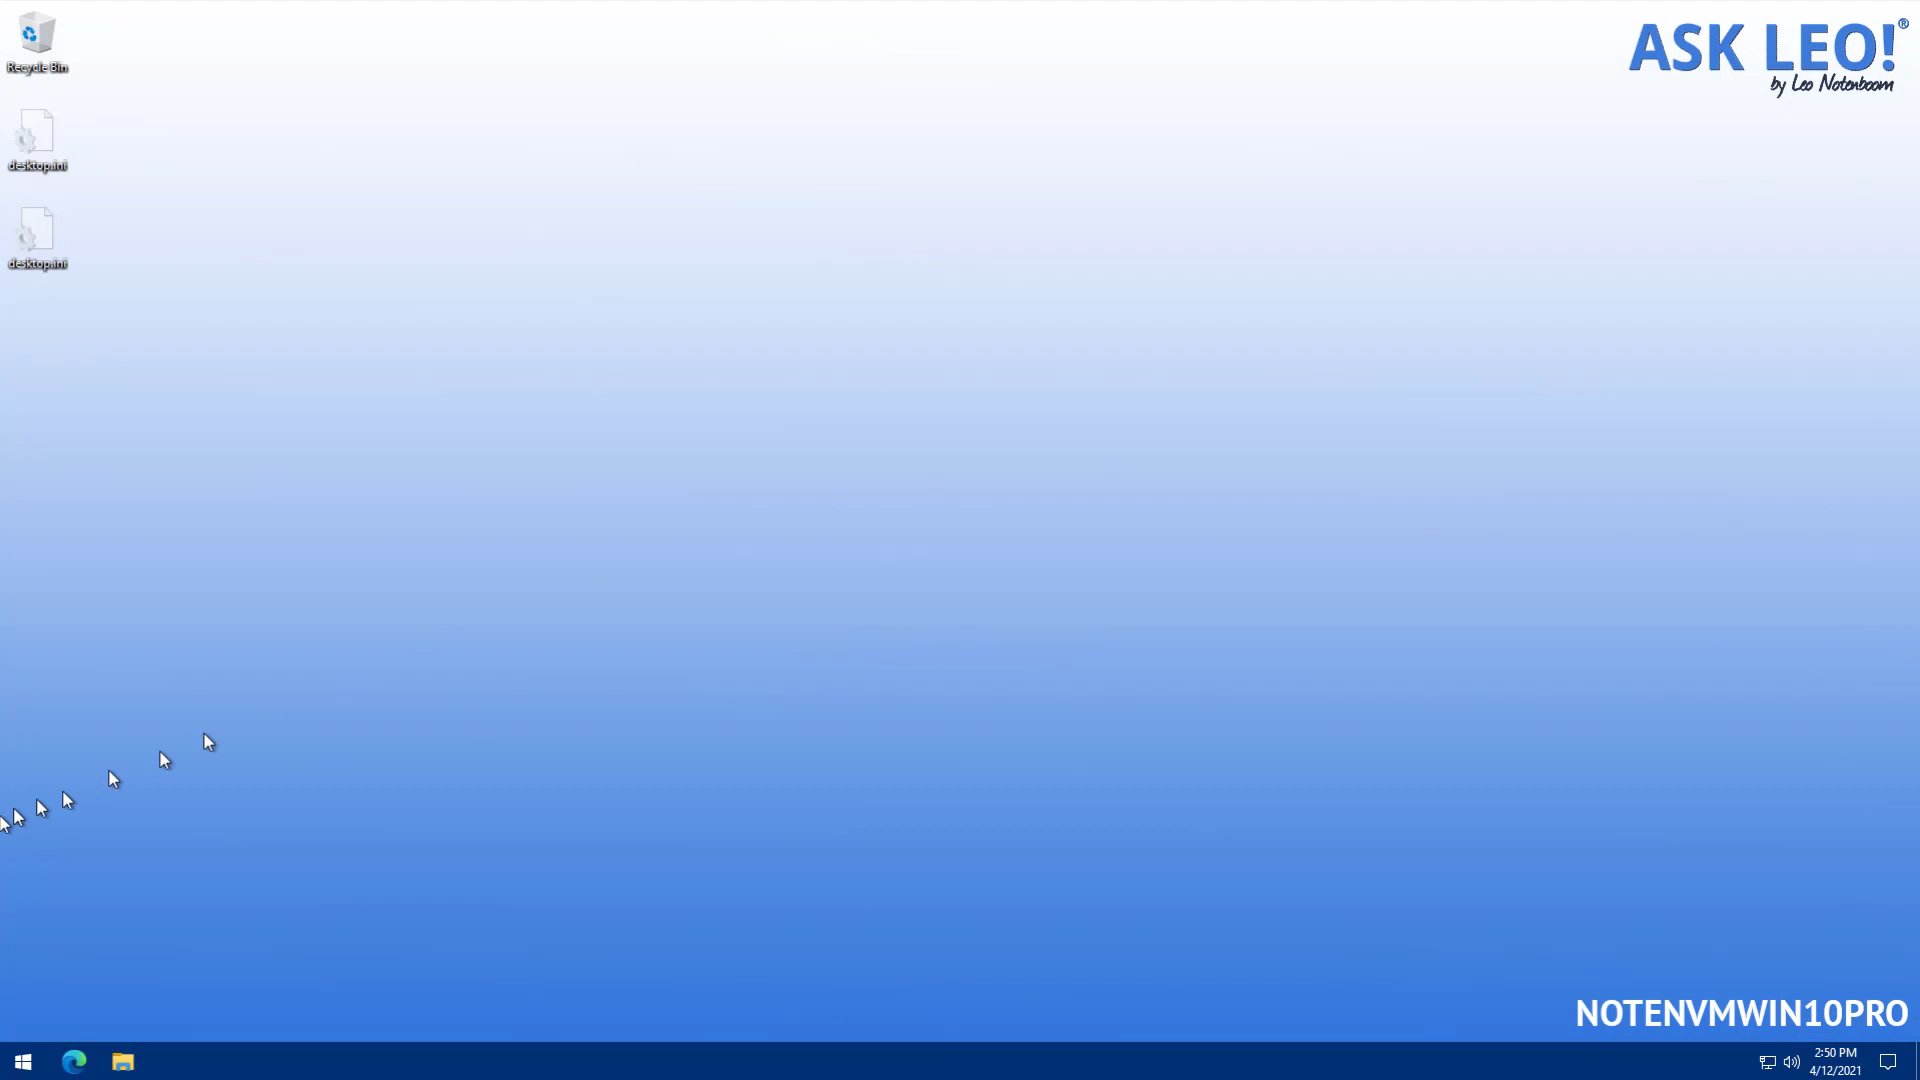 Recycle Bin
desktop.ini
desktop.ini
ASK LEO!®
by Leo Notenboom
NOTENVMWIN10PRO
2:50 PM
4/12/2021